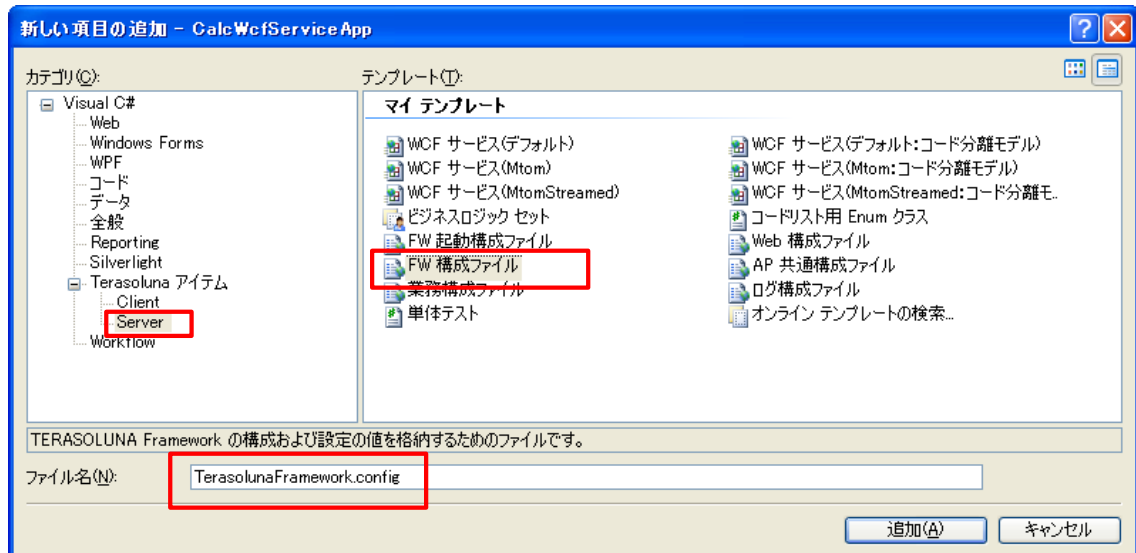 新しい項目の追加 - CalcWcfServiceApp
カテゴリ(C):
テンプレート(T):
Visual C#
Web
Windows Forms
WPF
コード
データ
全般
Reporting
Silverlight
Terasoluna アイテム
Client
Server
Workflow
マイ テンプレート
WCF サービス(デフォルト)
WCF サービス(Mtom)
WCF サービス(MtomStreamed)
ビジネスロジック セット
FW 起動構成ファイル
FW 構成ファイル
業務構成ファイル
単体テスト
WCF サービス(デフォルト:コード分離モデル)
WCF サービス(Mtom:コード分離モデル)
WCF サービス(MtomStreamed:コード分離モ...
コードリスト用 Enum クラス
Web 構成ファイル
AP 共通構成ファイル
ログ構成ファイル
オンライン テンプレートの検索...
TERASOLUNA Framework の構成および設定の値を格納するためのファイルです。
ファイル名(N):
TerasolunaFramework.config
追加(A)
キャンセル